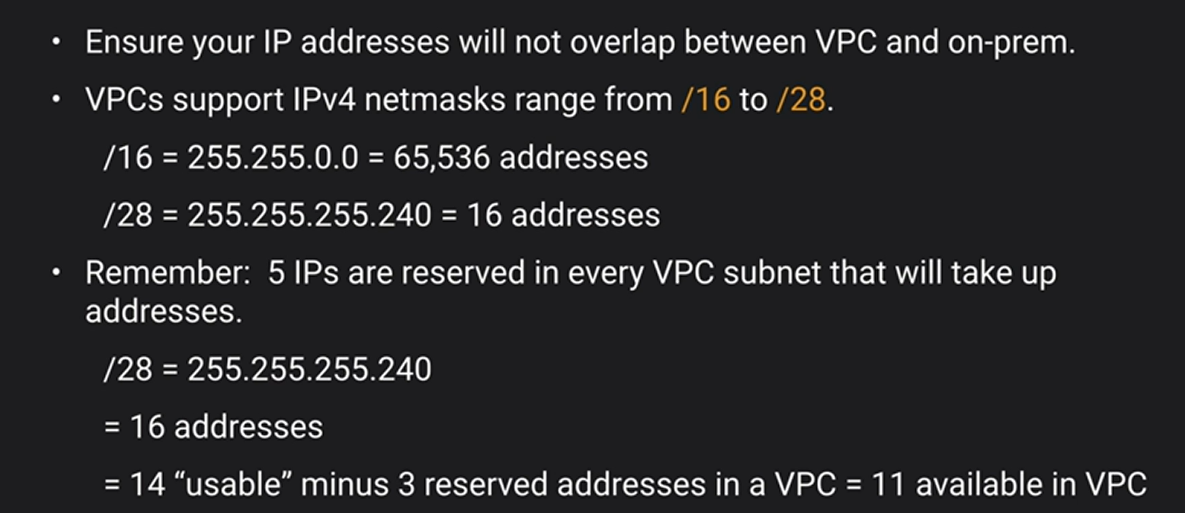 • Ensure your IP addresses will not overlap between VPC and on-prem.
• VPCs support IPv4 netmasks range from /16 to /28.
/16 = 255.255.0.0 = 65,536 addresses
/28 = 255.255.255.240 = 16 addresses
• Remember:  5 IPs are reserved in every VPC subnet that will take up
addresses.
/28 = 255.255.255.240
= 16 addresses
= 14 “usable” minus 3 reserved addresses in a VPC = 11 available in VPC